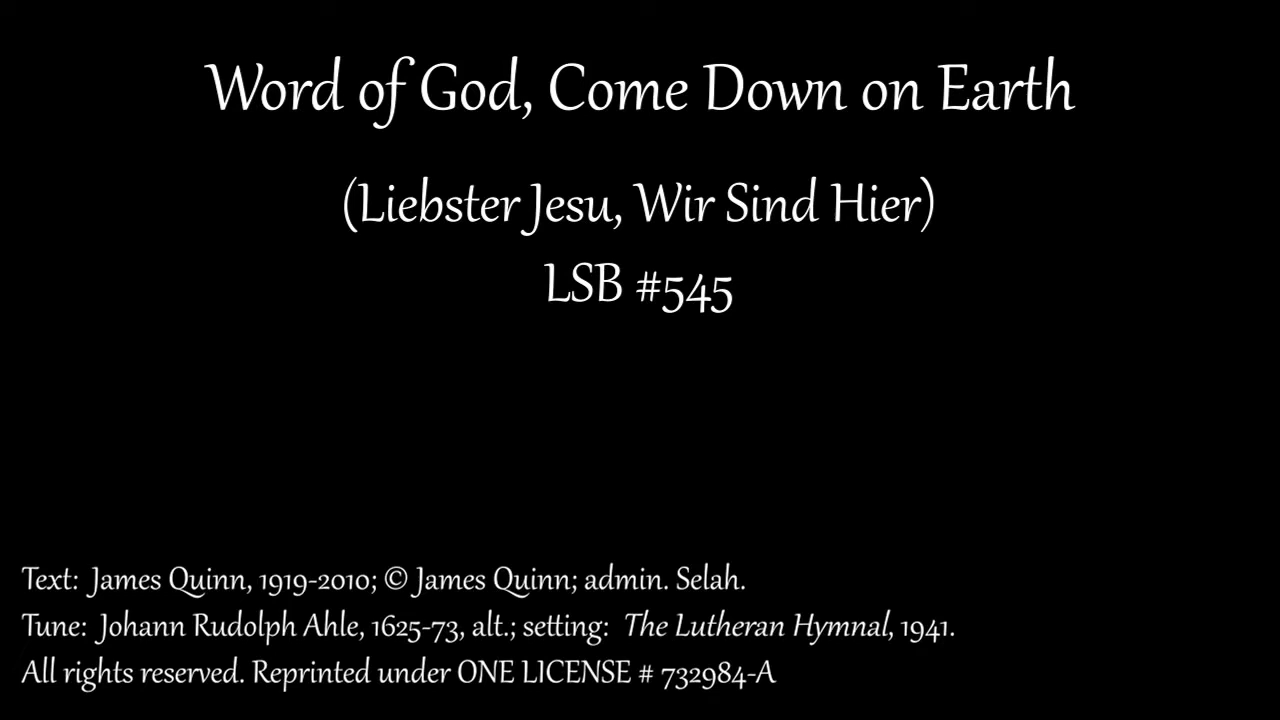 Word of God, Come Down on Earth
(Liebster Jesu, Wir Sind Hier)
LSB #545
Text: James Quinn, 1919-2010; © James Quinn; admin. Selah.
Tune: Johann Rudolph Ahle, 1625-73, alt.; setting: The Lutheran Hymnal, 1941.
All rights reserved. Reprinted under ONE LICENSE # 732984-A